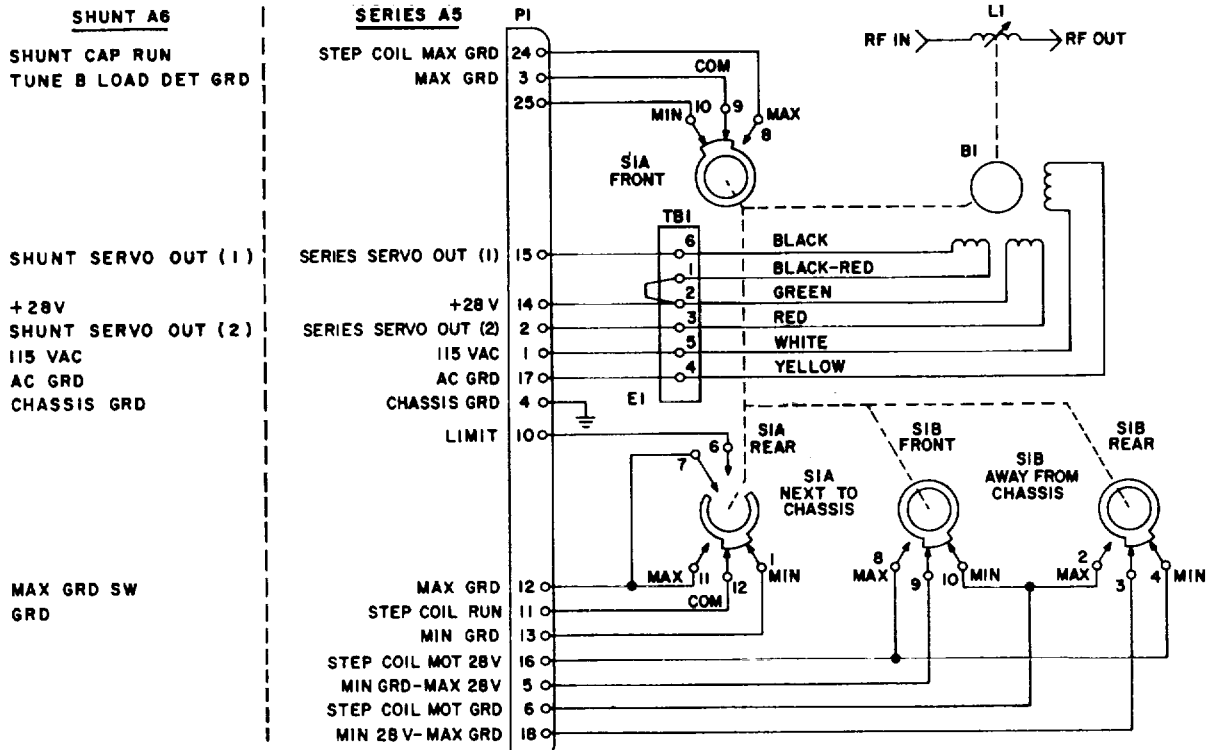 SHUNT A6 SERIES A5 P1 L1
SHUNT CAP RUN STEP COIL MAX GRD 24 RF IN RF OUT
TUNE B LOAD DET GRD MAX GRD 3 COM
25 MIN 10 9 MAX
8
S1A
FRONT
B1
TB1
SHUNT SERVO OUT (1) SERIES SERVO OUT (1) 15 6 BLACK
1 BLACK-RED
+28V +28V 14 2 GREEN
SHUNT SERVO OUT (2) SERIES SERVO OUT (2) 2 3 RED
115 VAC 115 VAC 1 5 WHITE
AC GRD AC GRD 17 4 YELLOW
CHASSIS GRD CHASSIS GRD 4 E1
LIMIT 10 6 S1A
REAR
S1B
FRONT
S1B
REAR
7
S1A
NEXT TO
CHASSIS
S1B
AWAY FROM
CHASSIS
MAX 11 12 1 MIN
COM
8 MAX 9 10 MIN
2 MAX 3 4 MIN
MAX GRD SW MAX GRD 12
GRD STEP COIL RUN 11
MIN GRD 13
STEP COIL MOT 28V 16
MIN GRD-MAX 28V 5
STEP COIL MOT GRD 6
MIN 28V-MAX GRD 18